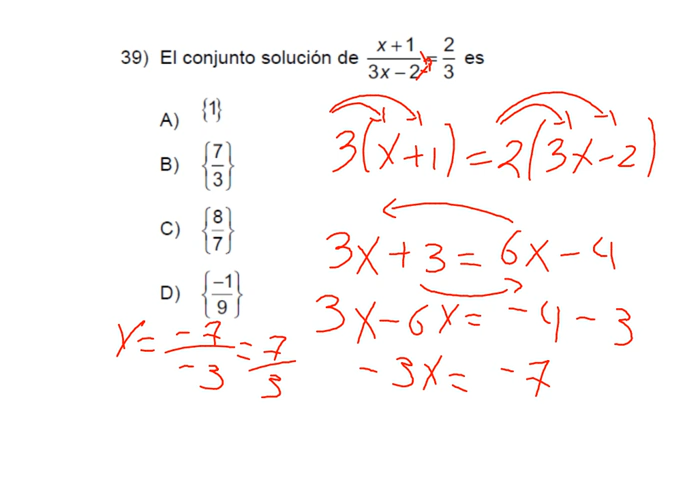 39) El conjunto solución de (x+1)/(3x−2) = 2/3 es
A) {1}
B) {7/3}
C) {8/7}
D) {−1/9}
3(x+1)=2(3x−2)
3x+3=6x−4
3x−6x=−4−3
−3x=−7
x=−7/−3=7/3